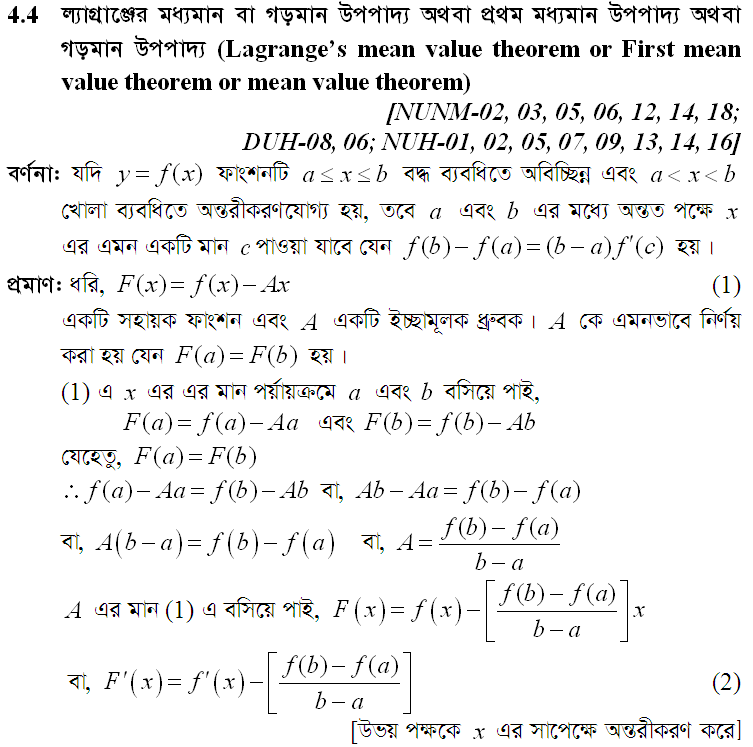 4.4 ল্যাগ্রাঞ্জের মধ্যমান বা গড়মান উপপাদ্য অথবা প্রথম মধ্যমান উপপাদ্য অথবা
গড়মান উপপাদ্য (Lagrange's mean value theorem or First mean
value theorem or mean value theorem)
[NUNM-02, 03, 05, 06, 12, 14, 18;
DUH-08, 06; NUH-01, 02, 05, 07, 09, 13, 14, 16]
বর্ণনাঃ যদি y = f(x) ফাংশনটি a ≤ x ≤ b বদ্ধ ব্যবধিতে অবিচ্ছিন্ন এবং a < x < b
খোলা ব্যবধিতে অন্তরীকরণযোগ্য হয়, তবে a এবং b এর মধ্যে অন্তত পক্ষে x
এর এমন একটি মান c পাওয়া যাবে যেন f(b) − f(a) = (b − a) f′(c) হয় ।
প্রমাণঃ ধরি, F(x) = f(x) − Ax (1)
একটি সহায়ক ফাংশন এবং A একটি ইচ্ছামূলক ধ্রুবক । A কে এমনভাবে নির্ণয়
করা হয় যেন F(a) = F(b) হয় ।
(1) এ x এর এর মান পর্য়ায়ক্রমে a এবং b বসিয়ে পাই,
F(a) = f(a) − Aa এবং F(b) = f(b) − Ab
যেহেতু, F(a) = F(b)
∴ f(a) − Aa = f(b) − Ab বা, Ab − Aa = f(b) − f(a)
বা, A(b − a) = f(b) − f(a) বা, A = \frac{f(b) − f(a)}{b − a}
A এর মান (1) এ বসিয়ে পাই, F(x) = f(x) − [\frac{f(b) − f(a)}{b − a}] x
বা, F′(x) = f′(x) − [\frac{f(b) − f(a)}{b − a}] (2)
[উভয় পক্ষকে x এর সাপেক্ষে অন্তরীকরণ করে]